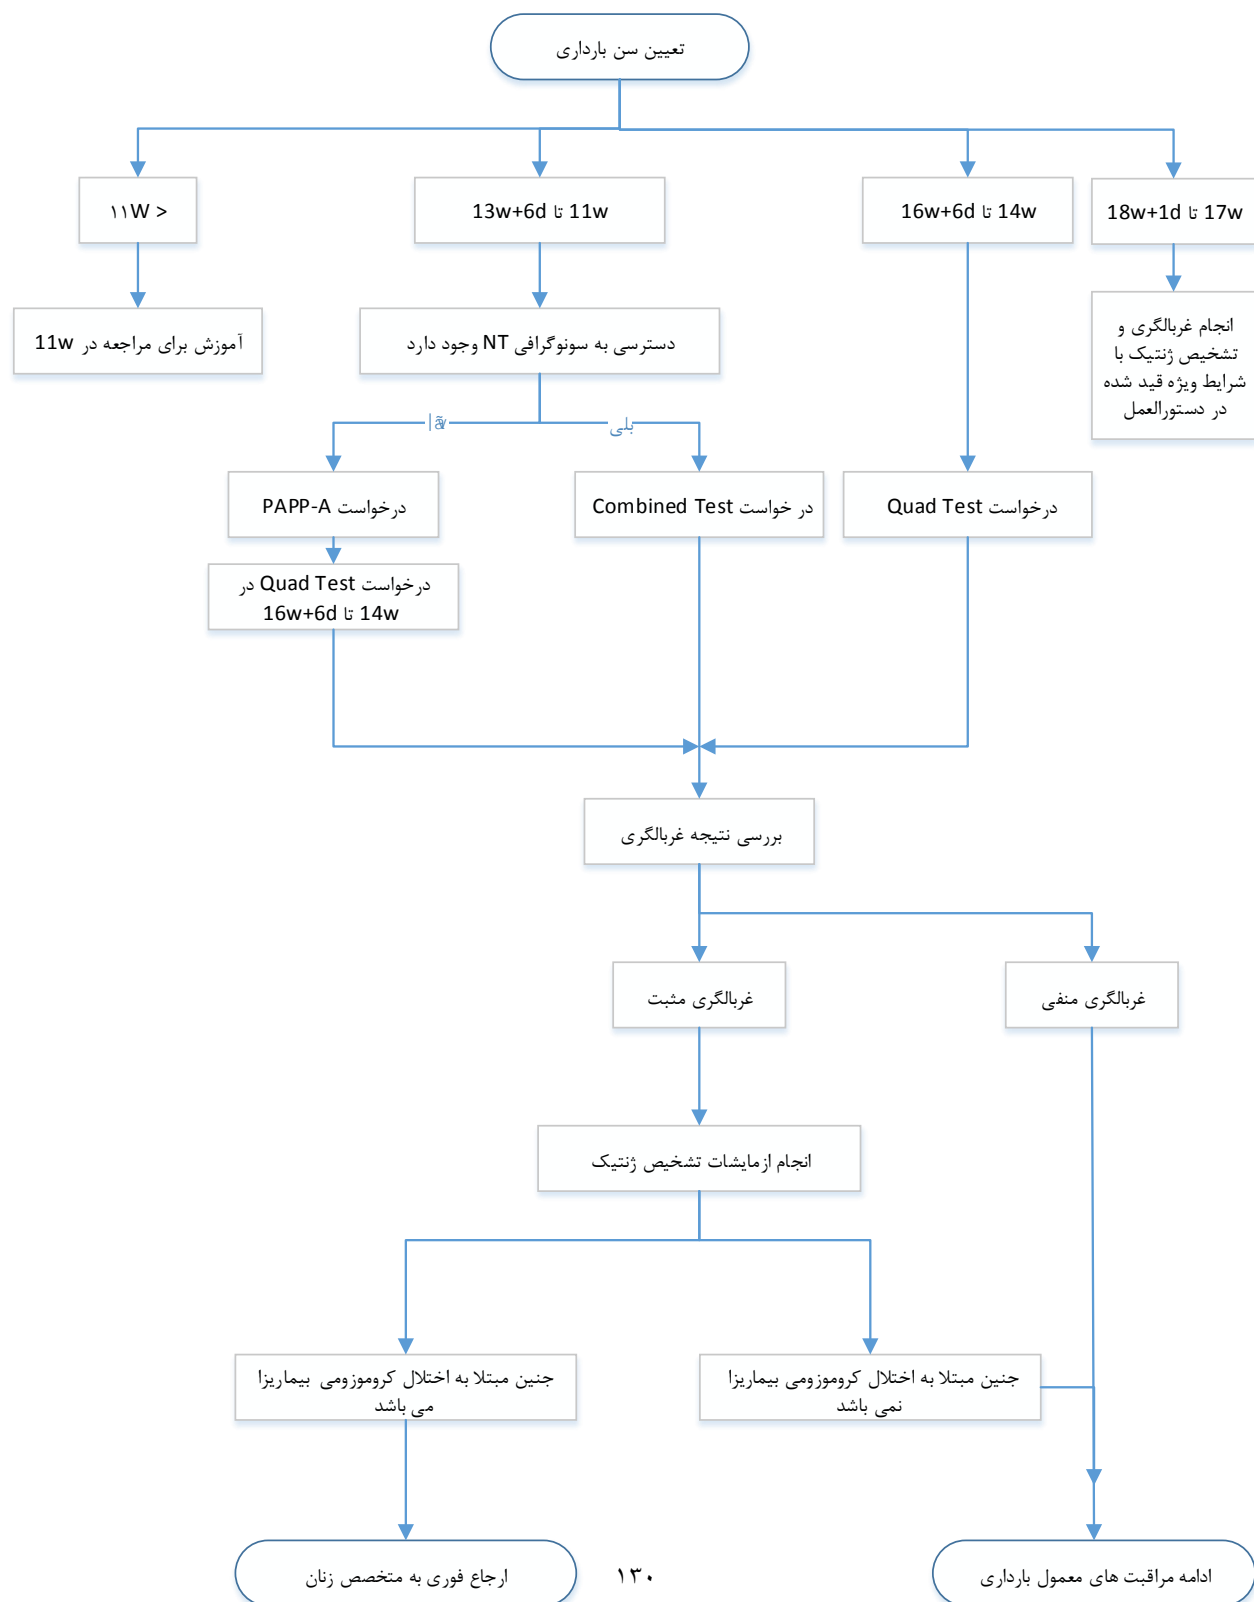 تعیین سن بارداری
۱۱W >
11w تا 13w+6d
14w تا 16w+6d
17w تا 18w+1d
آموزش برای مراجعه در 11w
دسترسی به سونوگرافی NT وجود دارد
انجام غربالگری و
تشخیص ژنتیک با
شرایط ویژه قید شده
در دستورالعمل
بلی
درخواست PAPP-A
در خواست Combined Test
درخواست Quad Test
درخواست Quad Test در
14w تا 16w+6d
بررسی نتیجه غربالگری
غربالگری مثبت
غربالگری منفی
انجام ازمایشات تشخیص ژنتیک
جنین مبتلا به اختلال کروموزومی بیماریزا
می باشد
جنین مبتلا به اختلال کروموزومی بیماریزا
نمی باشد
ارجاع فوری به متخصص زنان
۱۳۰
ادامه مراقبت های معمول بارداری